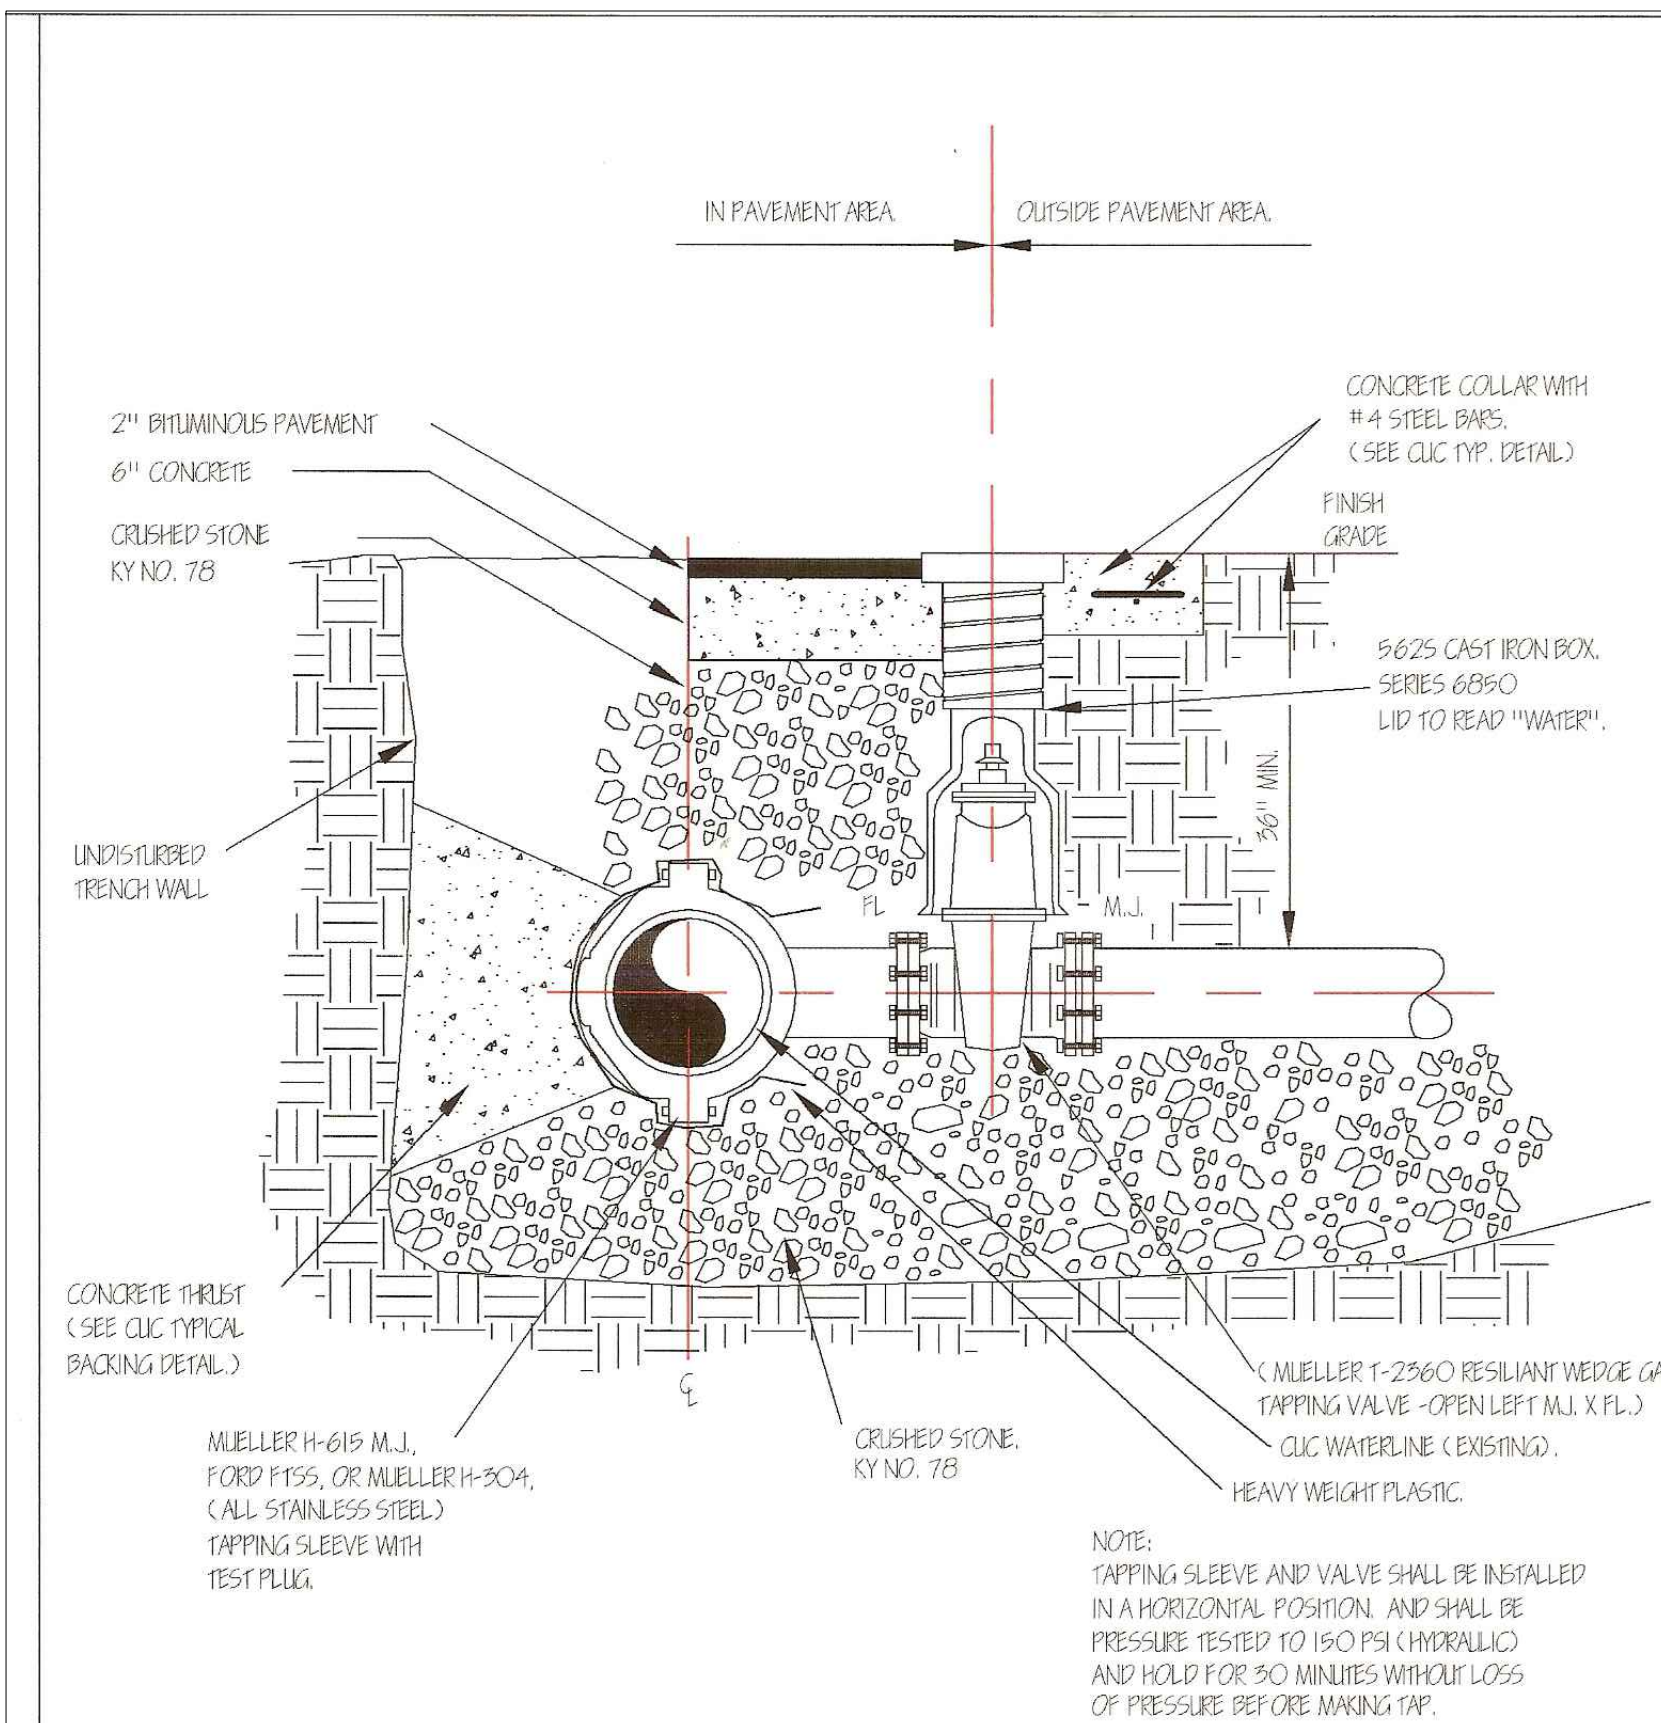 IN PAVEMENT AREA.
OUTSIDE PAVEMENT AREA.
CONCRETE COLLAR WITH
#4 STEEL BARS.
(SEE CUC TYP. DETAIL)
2" BITUMINOUS PAVEMENT
6" CONCRETE
CRUSHED STONE
KY NO. 78
FINISH
GRADE
5625 CAST IRON BOX.
SERIES 6850
LID TO READ "WATER".
36" MIN.
UNDISTURBED
TRENCH WALL
FL
M.J.
CONCRETE THRUST
(SEE CUC TYPICAL
BACKING DETAIL.)
℄
(MUELLER T-2360 RESILIANT WEDGE GA
TAPPING VALVE -OPEN LEFT M.J. X FL.)
CUC WATERLINE (EXISTING).
HEAVY WEIGHT PLASTIC.
MUELLER H-615 M.J.,
FORD FTSS, OR MUELLER H-304,
(ALL STAINLESS STEEL)
TAPPING SLEEVE WITH
TEST PLUG.
CRUSHED STONE.
KY NO. 78
NOTE:
TAPPING SLEEVE AND VALVE SHALL BE INSTALLED
IN A HORIZONTAL POSITION. AND SHALL BE
PRESSURE TESTED TO 150 PSI (HYDRAULIC)
AND HOLD FOR 30 MINUTES WITHOUT LOSS
OF PRESSURE BEFORE MAKING TAP.